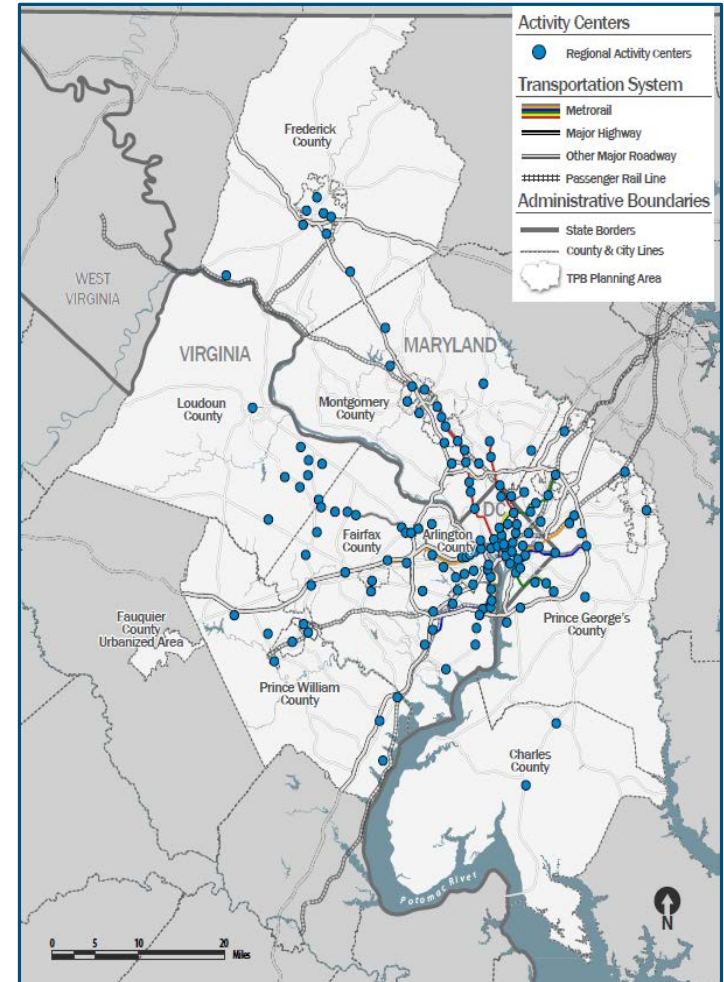 Activity Centers
Regional Activity Centers
Transportation System
Metrorail
Major Highway
Other Major Roadway
Passenger Rail Line
Administrative Boundaries
State Borders
County & City Lines
TPB Planning Area
Frederick
County
WEST
VIRGINIA
VIRGINIA
MARYLAND
Loudoun
County
Montgomery
County
DC
Fairfax
County
Arlington
County
Fauquier
County
Urbanized Area
Prince George's
County
Prince William
County
Charles
County
Potomac River
N
0 5 10 20
Miles